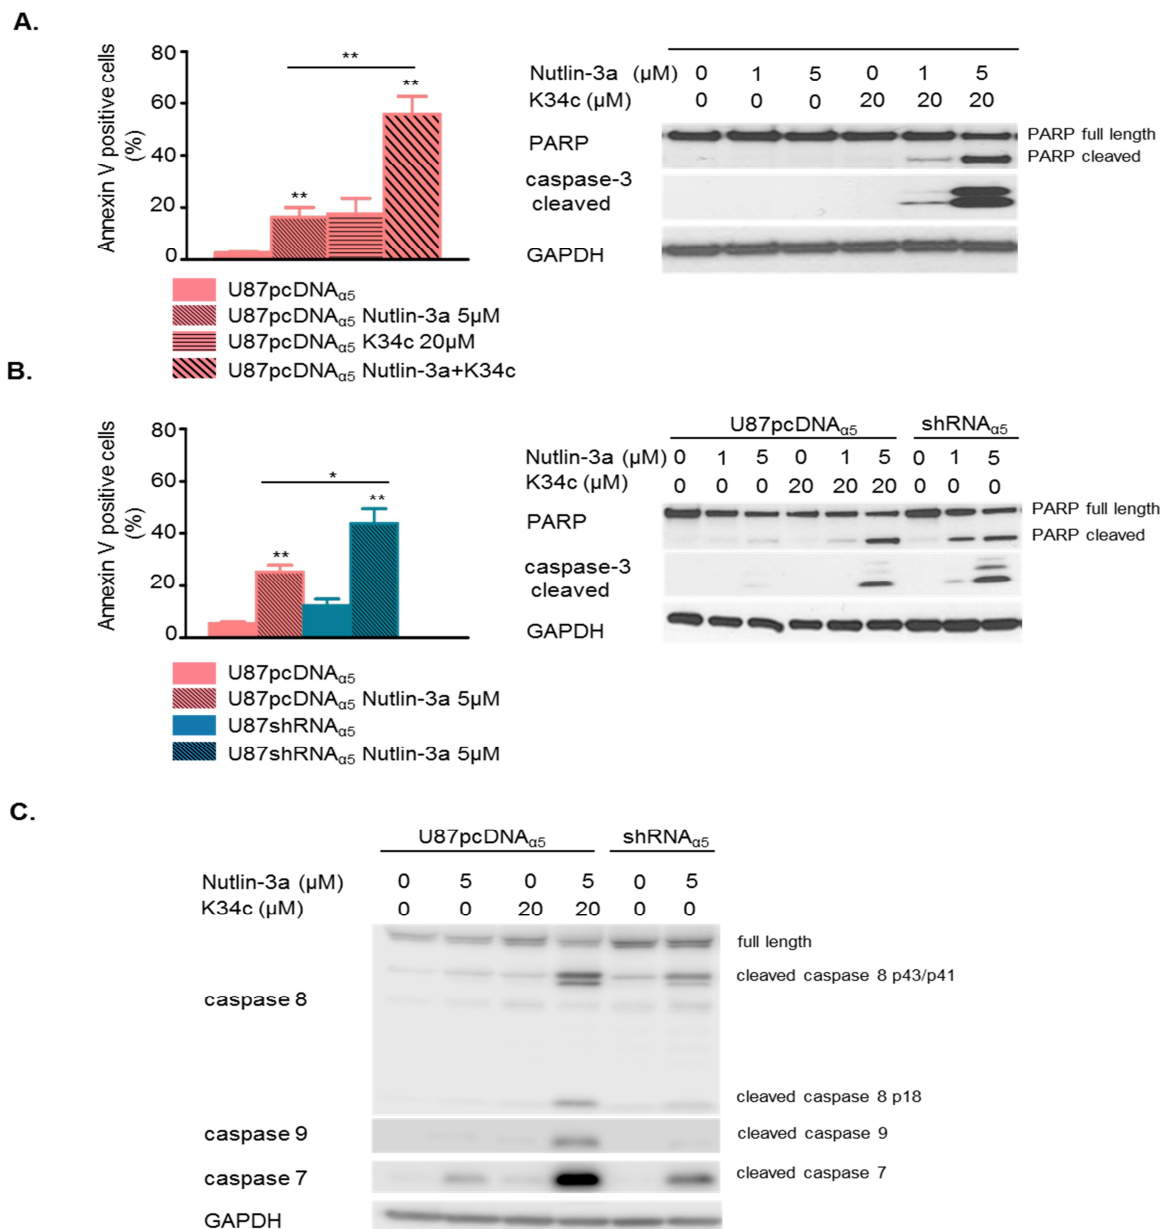 A.
Annexin V positive cells
(%)
80
60
40
20
0
**
**
**
U87pcDNAα5
U87pcDNAα5 Nutlin-3a 5μM
U87pcDNAα5 K34c 20μM
U87pcDNAα5 Nutlin-3a+K34c
Nutlin-3a (μM) 0 1 5 0 1 5
K34c (μM) 0 0 0 20 20 20
PARP
PARP full length
PARP cleaved
caspase-3
cleaved
GAPDH
B.
Annexin V positive cells
(%)
80
60
40
20
0
*
**
**
U87pcDNAα5
U87pcDNAα5 Nutlin-3a 5μM
U87shRNAα5
U87shRNAα5 Nutlin-3a 5μM
U87pcDNAα5 shRNAα5
Nutlin-3a (μM) 0 1 5 0 1 5 0 1 5
K34c (μM) 0 0 0 20 20 20 0 0 0
PARP
PARP full length
PARP cleaved
caspase-3
cleaved
GAPDH
C.
U87pcDNAα5 shRNAα5
Nutlin-3a (μM) 0 5 0 5 0 5
K34c (μM) 0 0 20 20 0 0
full length
cleaved caspase 8 p43/p41
caspase 8
cleaved caspase 8 p18
caspase 9 cleaved caspase 9
caspase 7 cleaved caspase 7
GAPDH